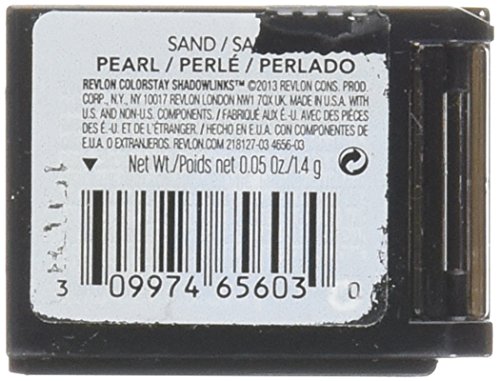 SAND / SA
PEARL / PERLÉ / PERLADO
REVLON COLORSTAY SHADOWLINKS™ ©2013 REVLON CONS. PROD.
CORP., N.Y., NY 10017 REVLON LONDON NW1 7QX UK. MADE IN U.S.A. WITH
U.S. AND NON-U.S. COMPONENTS. / FABRIQUÉ AUX É.-U. AVEC DES PIÈCES
DES É.-U. ET DE L'ÉTRANGER. / HECHO EN E.U.A. CON COMPONENTES DE
E.U.A. O EXTRANJEROS. REVLON.COM 218127-03 4656-03
Net Wt./Poids net 0.05 Oz./1.4 g
3 09974 65603 0